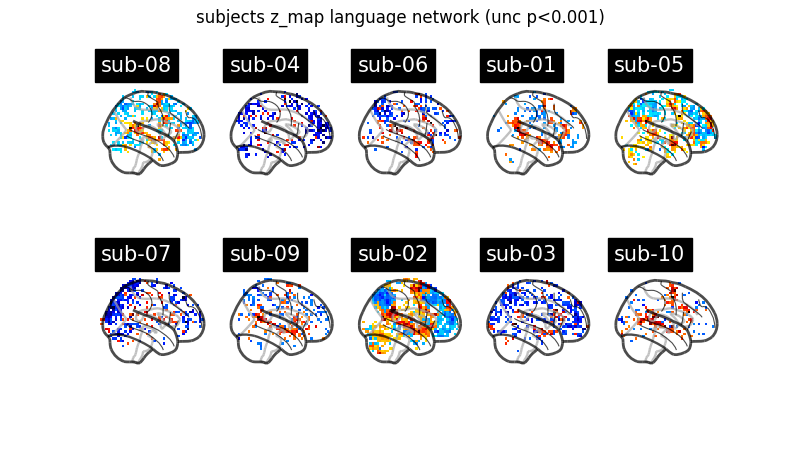 subjects z_map language network (unc p<0.001)
sub-08 sub-04 sub-06 sub-01 sub-05
sub-07 sub-09 sub-02 sub-03 sub-10